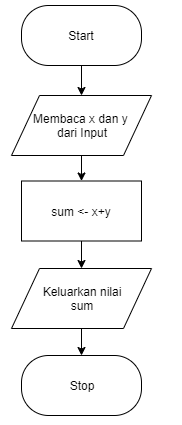 Start
Membaca x dan y
dari Input
sum <- x+y
Keluarkan nilai
sum
Stop